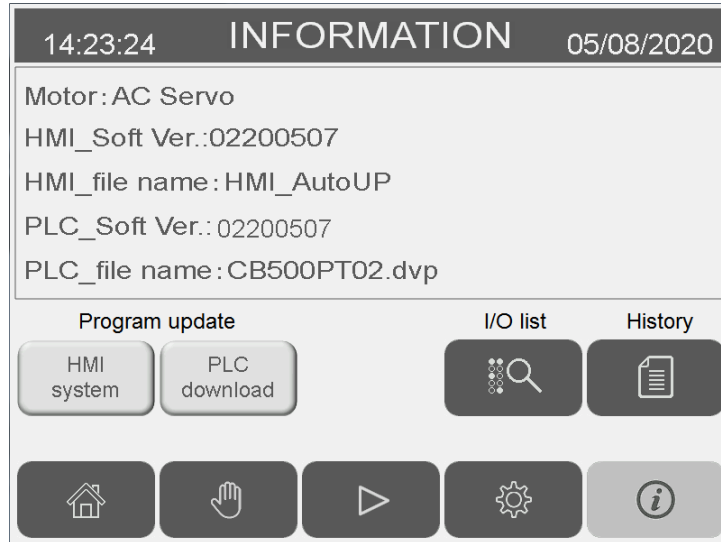 14:23:24 INFORMATION 05/08/2020
Motor:AC Servo
HMI_Soft Ver.:02200507
HMI_file name:HMI_AutoUP
PLC_Soft Ver.:02200507
PLC_file name:CB500PT02.dvp
Program update I/O list History
HMI system
PLC download